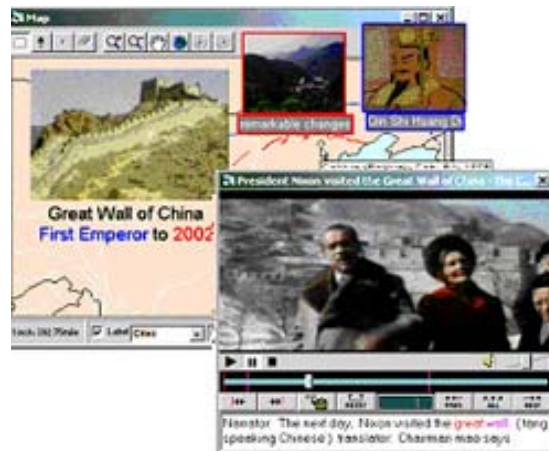 Map
remarkable changes
Qin Shi Huang Di
Great Wall of China
First Emperor to 2002
President Nixon visited the Great Wall of China - The
Label Cities
Narrator: The next day, Nixon visited the great wall. (tang
speaking Chinese) translator: Chairman mao says